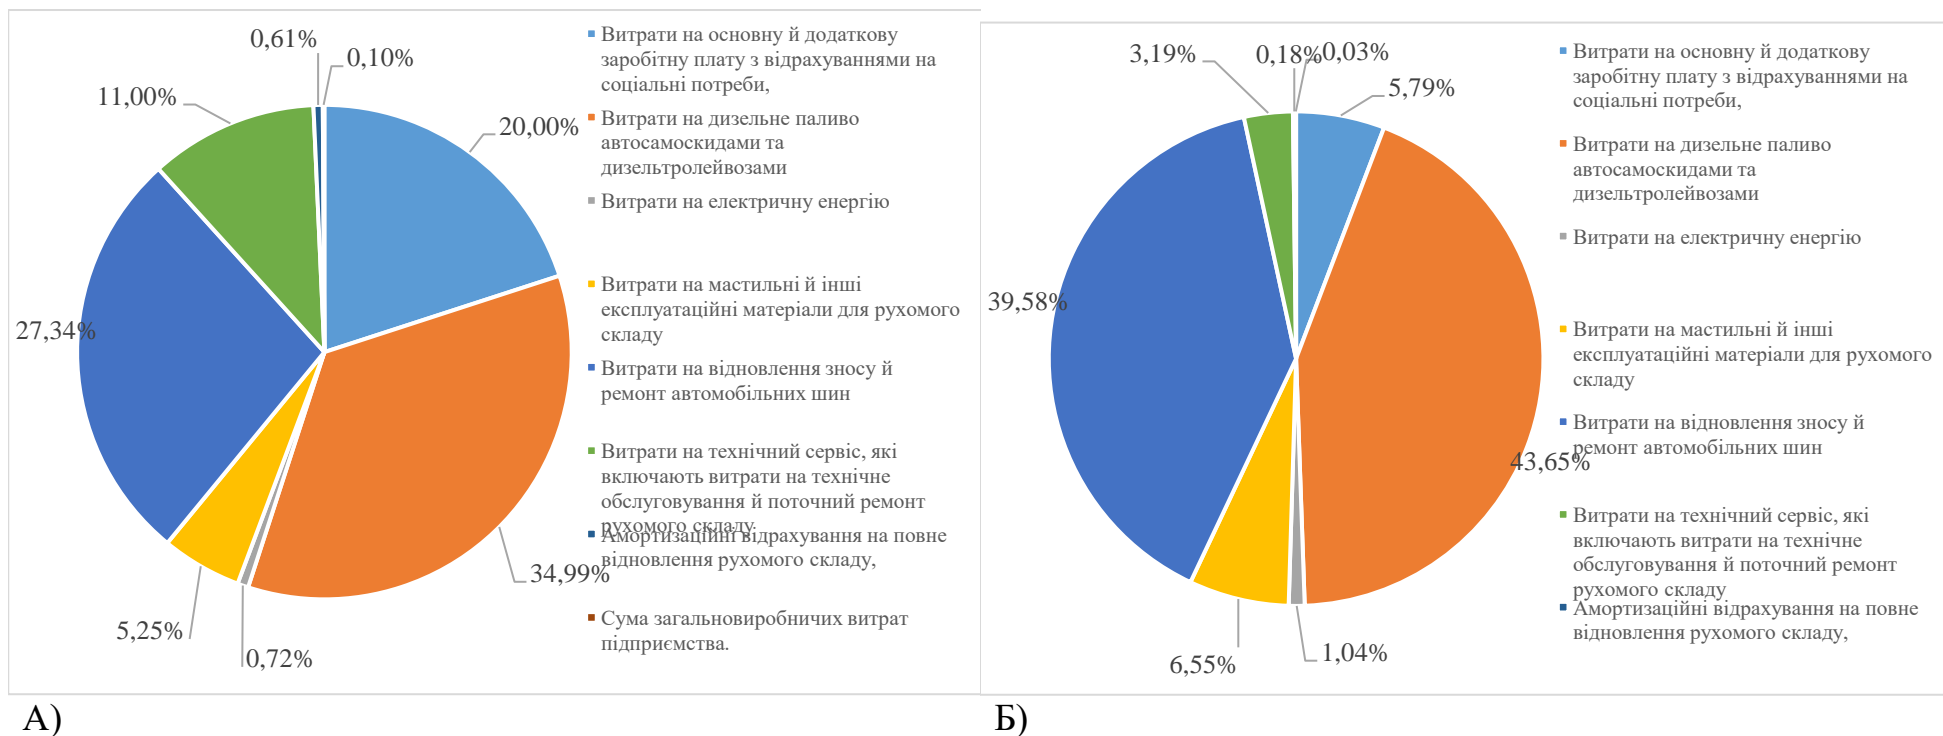 0,61%
0,10%
11,00%
20,00%
27,34%
34,99%
5,25%
0,72%
Витрати на основну й додаткову
заробітну плату з відрахуваннями на
соціальні потреби,
Витрати на дизельне паливо
автосамоскидами та
дизельтролейвозами
Витрати на електричну енергію
Витрати на мастильні й інші
експлуатаційні матеріали для рухомого
складу
Витрати на відновлення зносу й
ремонт автомобільних шин
Витрати на технічний сервіс, які
включають витрати на технічне
обслуговування й поточний ремонт
рухомого складу
Амортизаційні відрахування на повне
відновлення рухомого складу,
Сума загальновиробничих витрат
підприємства.
А)
3,19%
0,18%
0,03%
5,79%
39,58%
43,65%
6,55%
1,04%
Витрати на основну й додаткову
заробітну плату з відрахуваннями на
соціальні потреби,
Витрати на дизельне паливо
автосамоскидами та
дизельтролейвозами
Витрати на електричну енергію
Витрати на мастильні й інші
експлуатаційні матеріали для рухомого
складу
Витрати на відновлення зносу й
ремонт автомобільних шин
Витрати на технічний сервіс, які
включають витрати на технічне
обслуговування й поточний ремонт
рухомого складу
Амортизаційні відрахування на повне
відновлення рухомого складу,
Б)